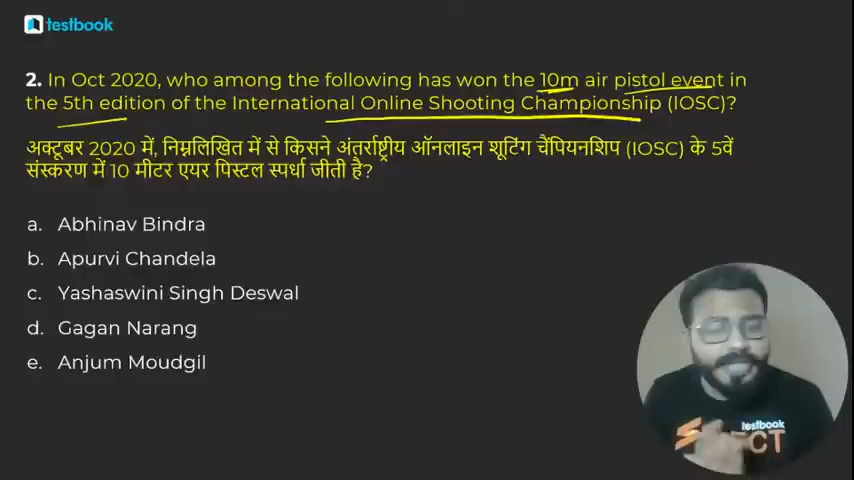 testbook
2. In Oct 2020, who among the following has won the 10m air pistol event in
the 5th edition of the International Online Shooting Championship (IOSC)?
अक्टूबर 2020 में, निम्नलिखित में से किसने अंतर्राष्ट्रीय ऑनलाइन शूटिंग चैंपियनशिप (IOSC) के 5वें
संस्करण में 10 मीटर एयर पिस्टल स्पर्धा जीती है?
a. Abhinav Bindra
b. Apurvi Chandela
c. Yashaswini Singh Deswal
d. Gagan Narang
e. Anjum Moudgil
testbook